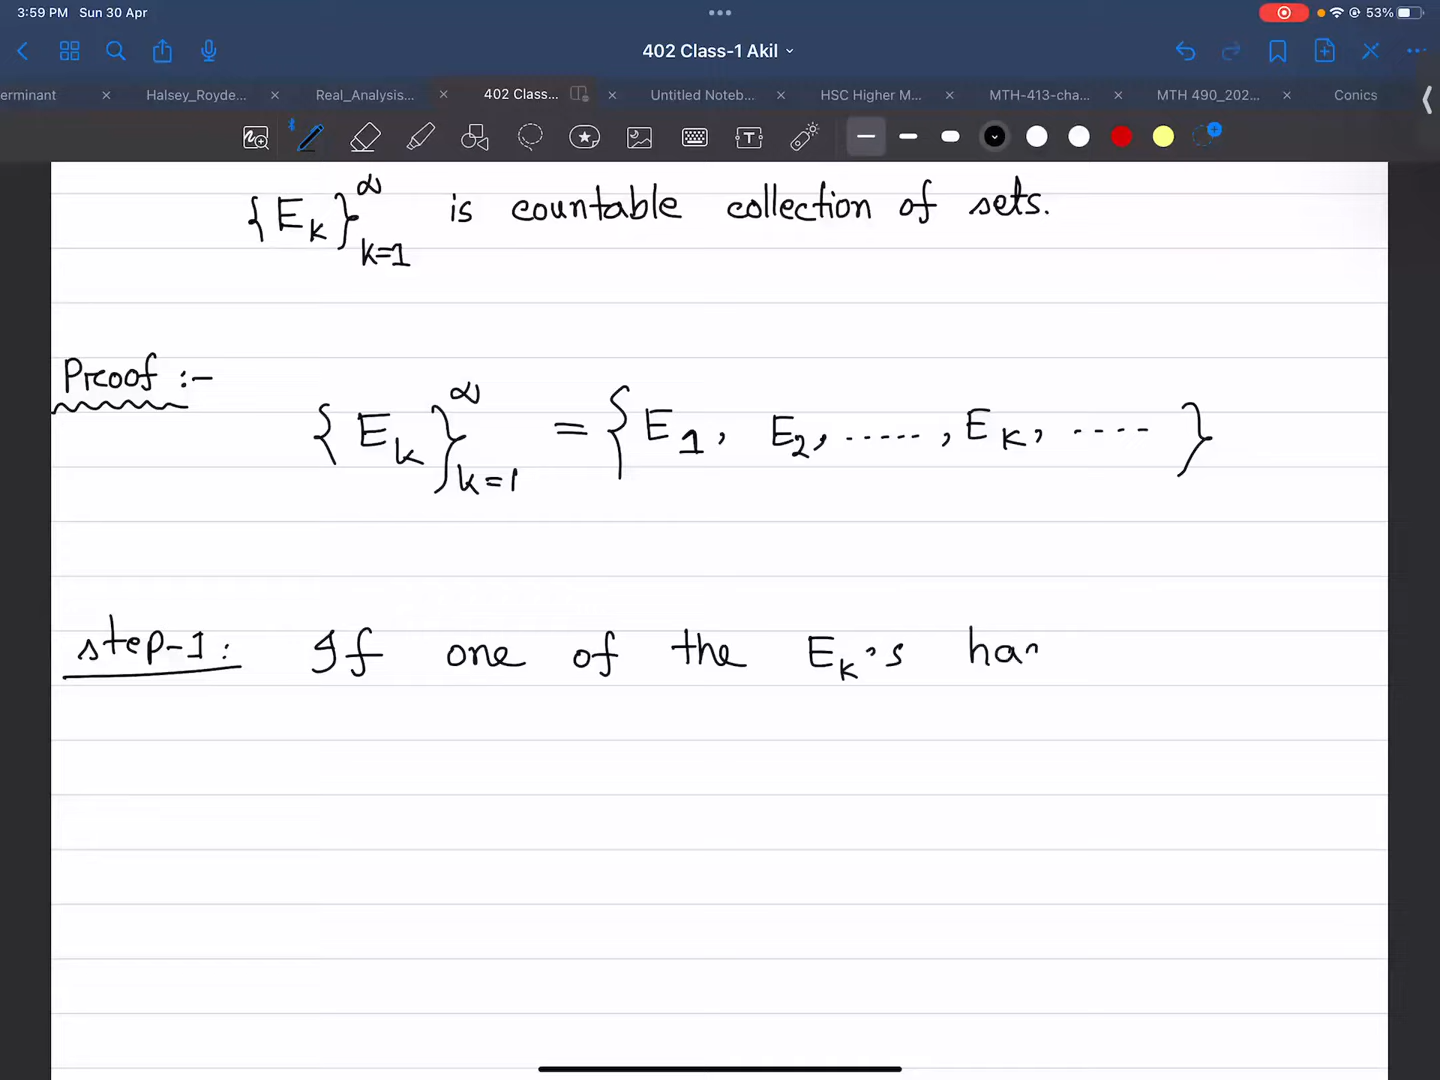 3:59 PM Sun 30 Apr
53%
402 Class-1 Akil
erminant
Halsey_Royde...
Real_Analysis...
402 Class...
Untitled Noteb...
HSC Higher M...
MTH-413-cha...
MTH 490_202...
Conics
{E_k}_{k=1}^∞ is countable collection of sets.
Proof :-
{E_k}_{k=1}^∞ = {E_1, E_2, ....., E_k, ....}
step-1: If one of the E_k's has